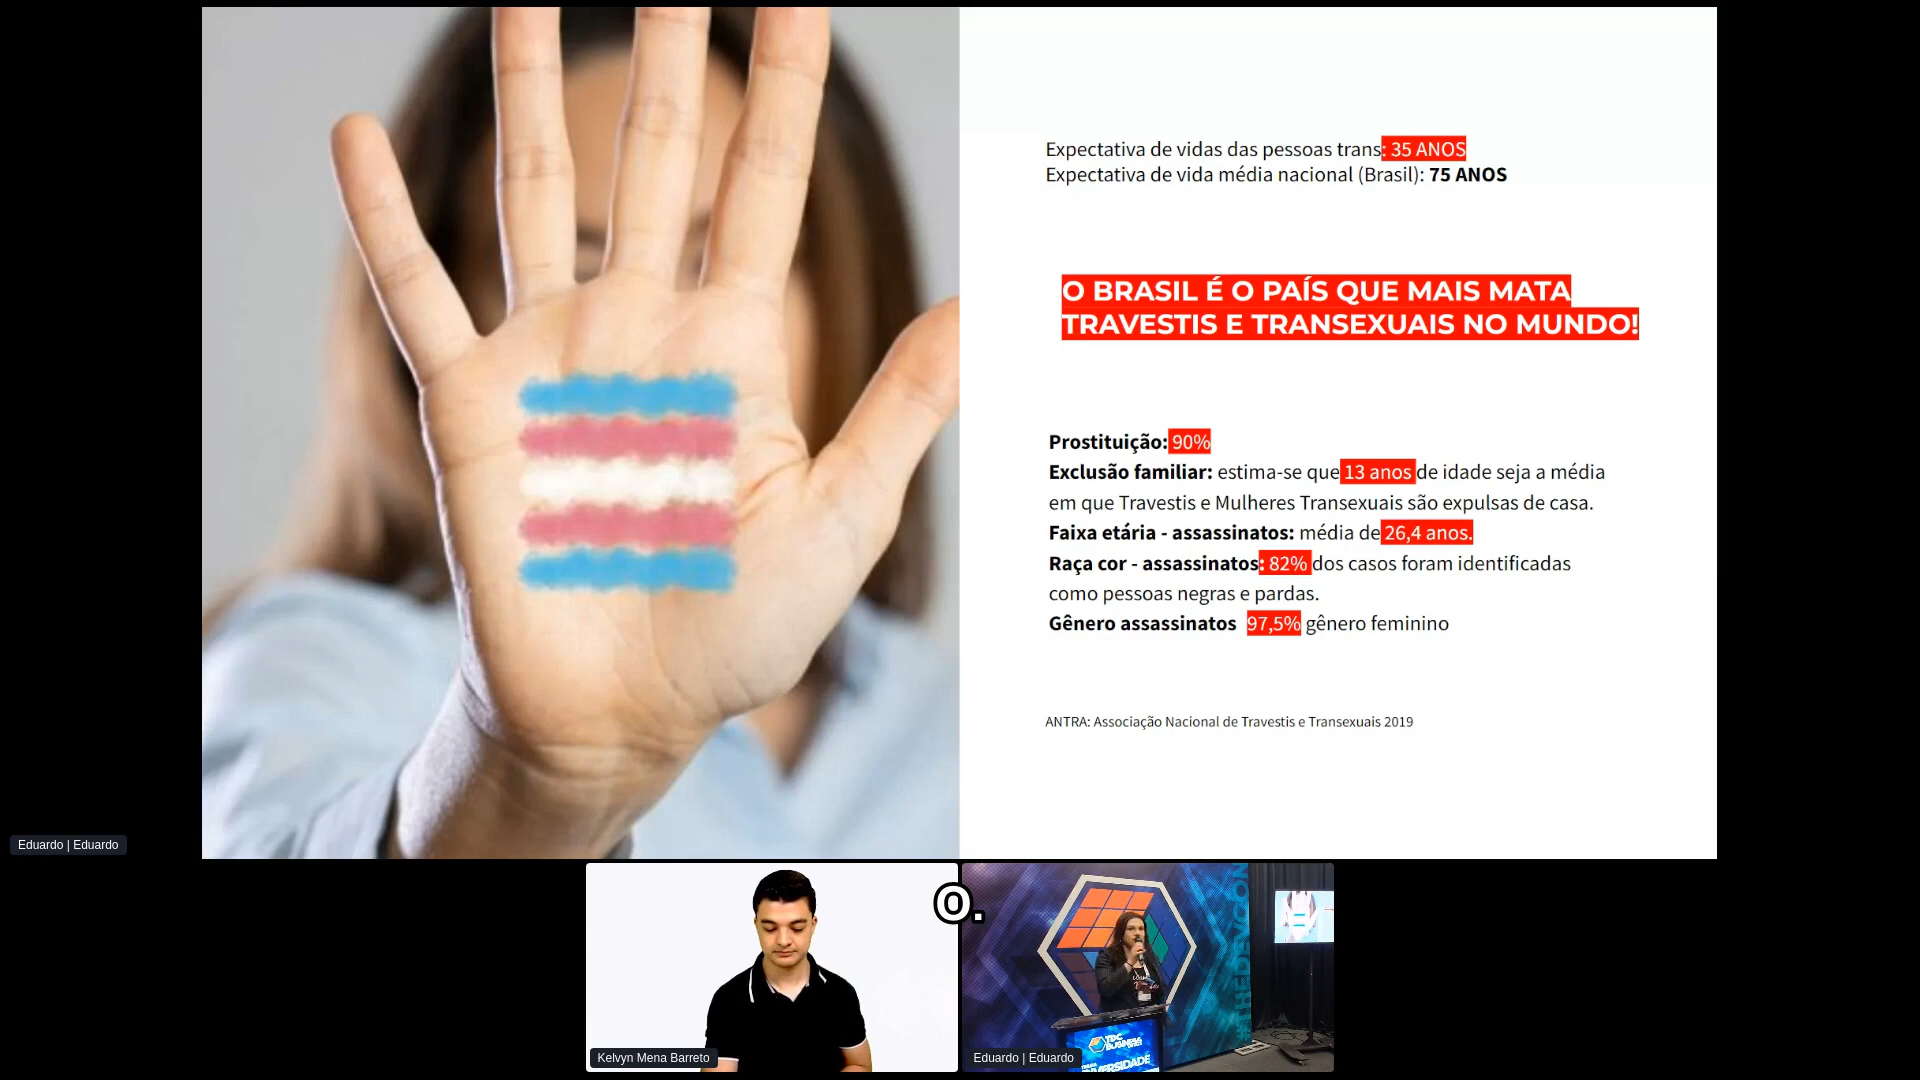 Expectativa de vidas das pessoas trans: 35 ANOS
Expectativa de vida média nacional (Brasil): 75 ANOS
O BRASIL É O PAÍS QUE MAIS MATA
TRAVESTIS E TRANSEXUAIS NO MUNDO!
Prostituição: 90%
Exclusão familiar: estima-se que 13 anos de idade seja a média
em que Travestis e Mulheres Transexuais são expulsas de casa.
Faixa etária - assassinatos: média de 26,4 anos.
Raça cor - assassinatos: 82% dos casos foram identificadas
como pessoas negras e pardas.
Gênero assassinatos 97,5% gênero feminino
ANTRA: Associação Nacional de Travestis e Transexuais 2019
Eduardo | Eduardo
O.
Kelvyn Mena Barreto
Eduardo | Eduardo
#THEDEVCON
TDC
BUSINESS